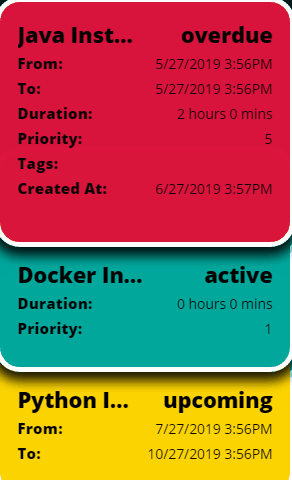 Java Inst... overdue
From: 5/27/2019 3:56PM
To: 5/27/2019 3:56PM
Duration: 2 hours 0 mins
Priority: 5
Tags:
Created At: 6/27/2019 3:57PM
Docker In... active
Duration: 0 hours 0 mins
Priority: 1
Python I... upcoming
From: 7/27/2019 3:56PM
To: 10/27/2019 3:56PM